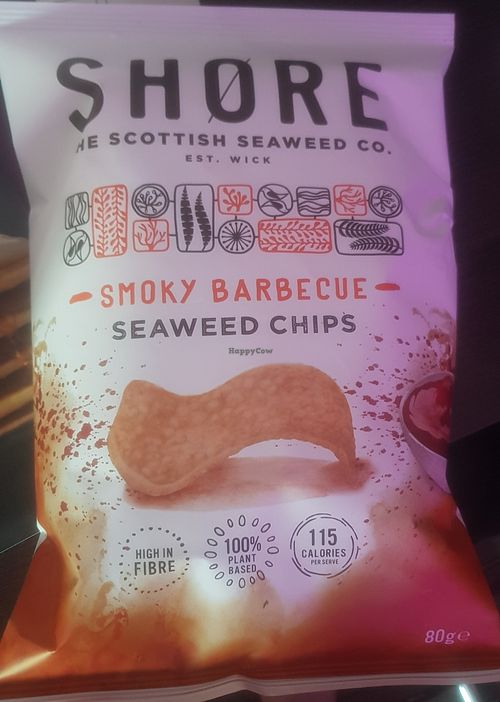 SHØRE
HE SCOTTISH SEAWEED CO.
EST. WICK
SMOKY BARBECUE
SEAWEED CHIPS
HappyCow
HIGH IN
FIBRE
100%
PLANT
BASED
115
CALORIES
PER SERVE
80g℮